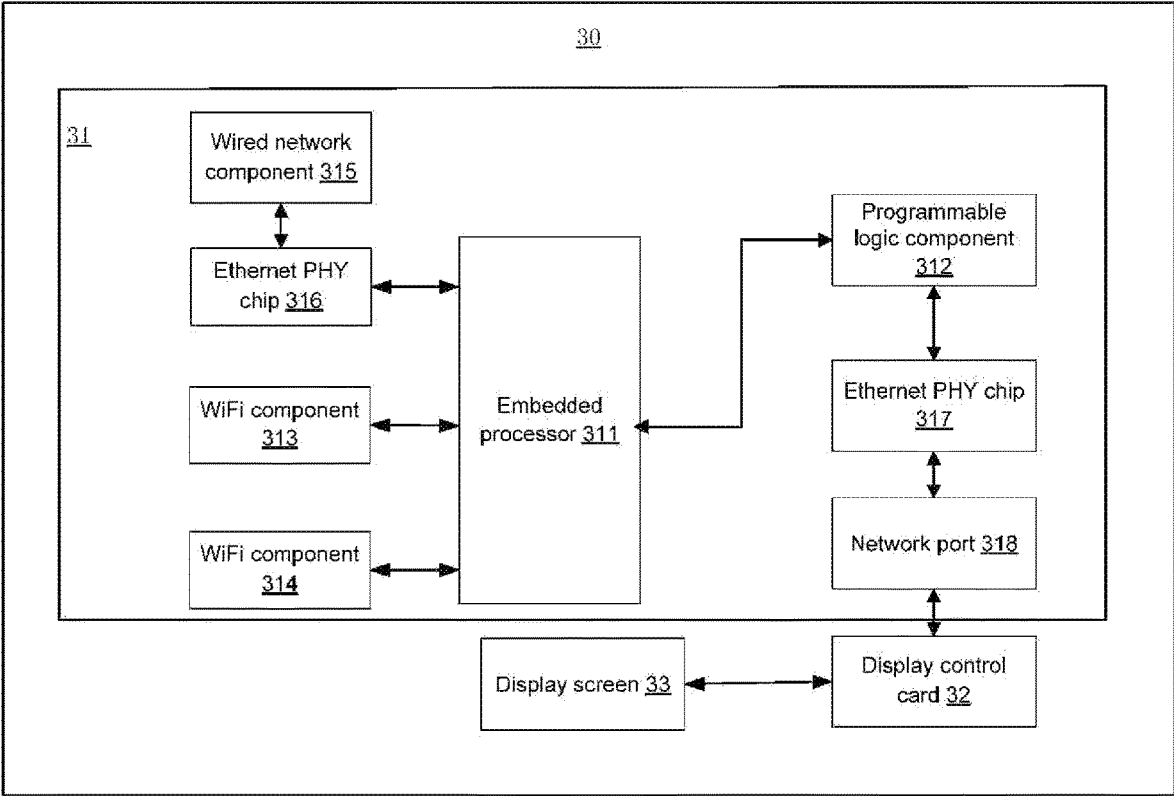 30
31
Wired network
component 315
Ethernet PHY
chip 316
WiFi component
313
WiFi component
314
Embedded
processor 311
Programmable
logic component
312
Ethernet PHY chip
317
Network port 318
Display screen 33
Display control
card 32